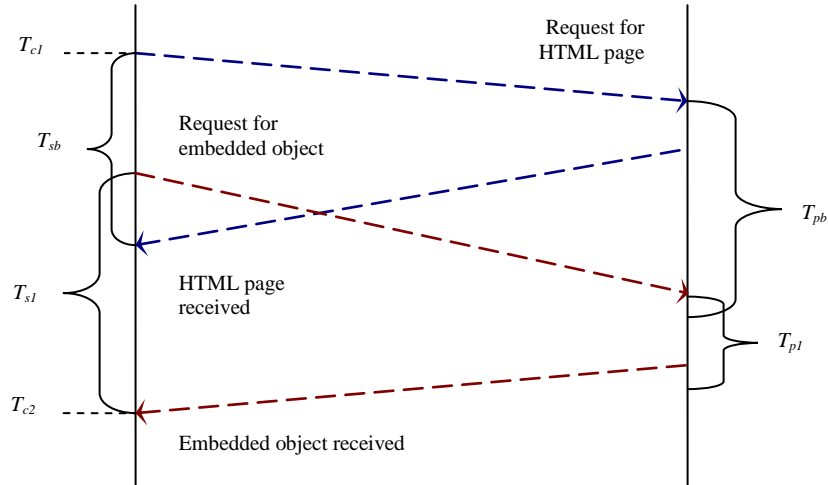 T_c1
Request for
HTML page
T_sb
Request for
embedded object
T_pb
T_s1
HTML page
received
T_p1
T_c2
Embedded object received